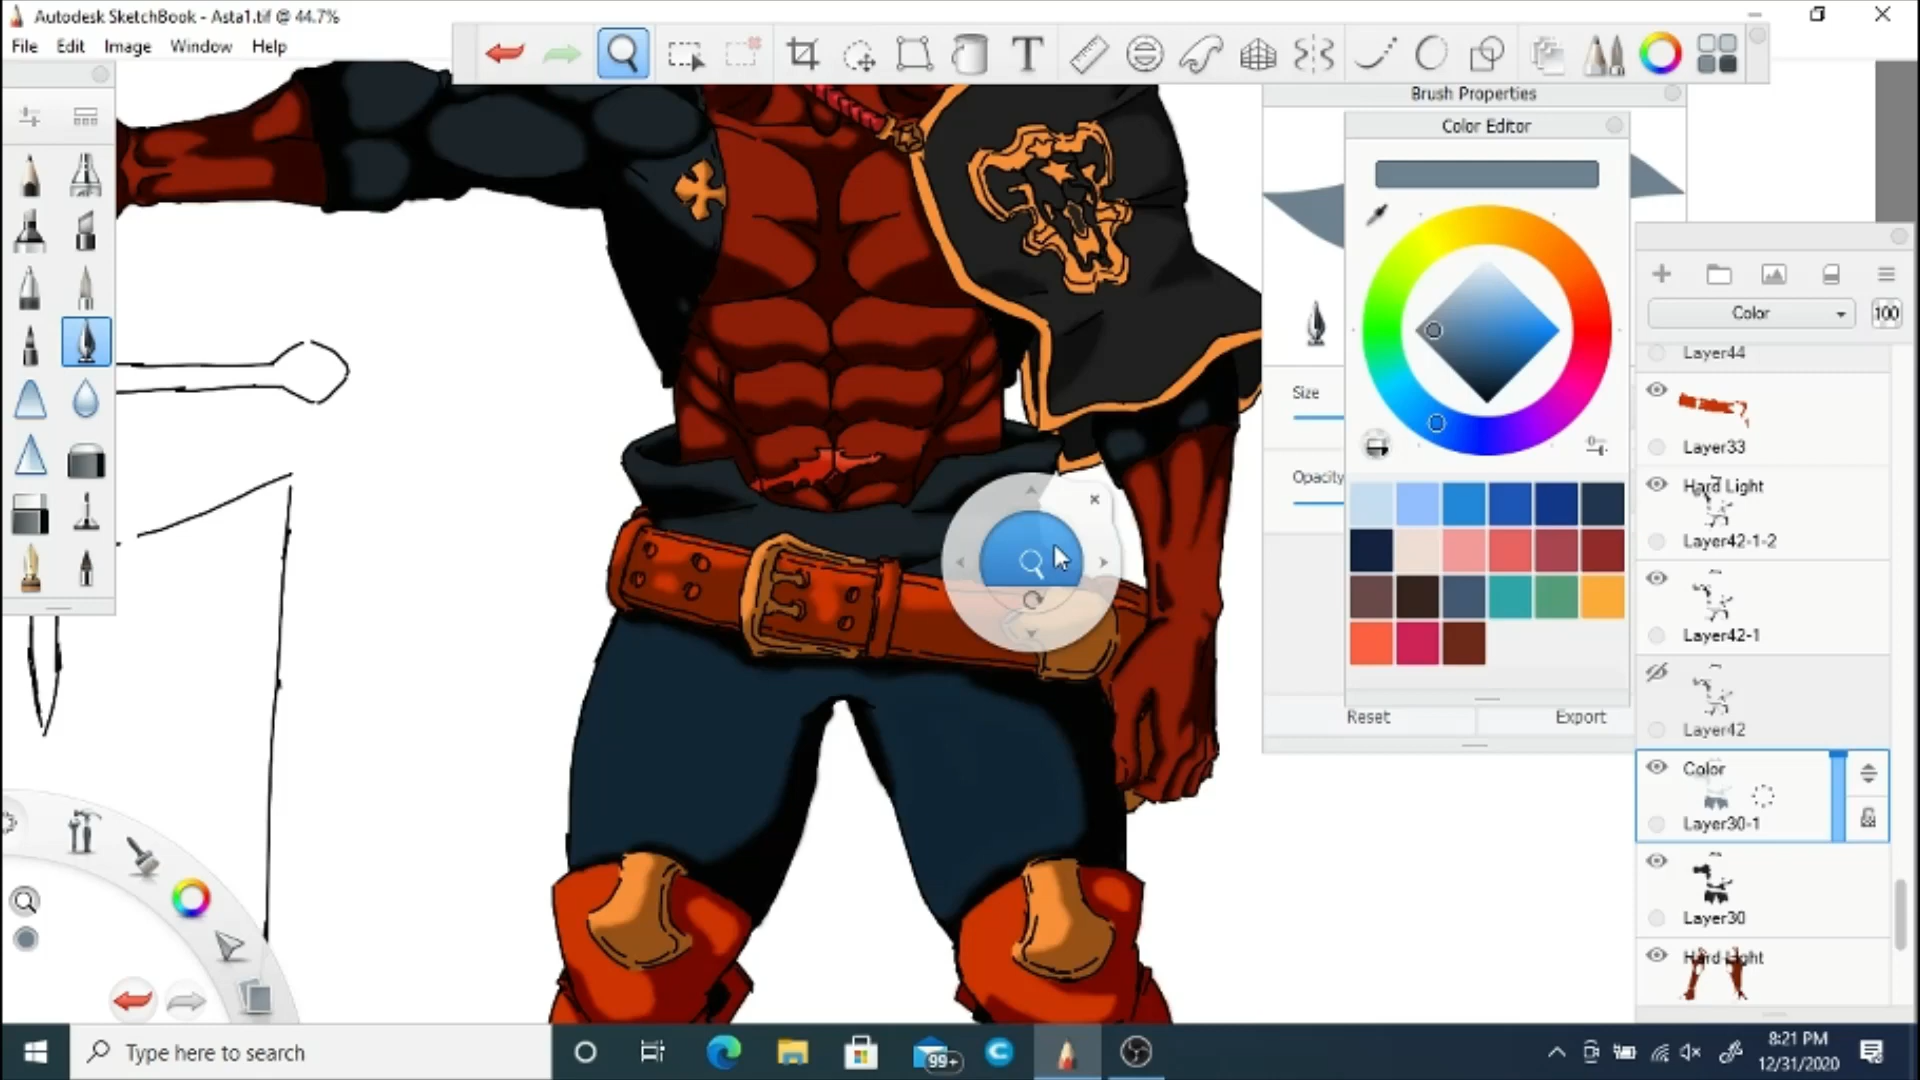 Autodesk SketchBook - Asta1.tif @ 44.7%
File Edit Image Window Help
T
Brush Properties
Color Editor
Size
Opacity
Reset Export
Color 100
Layer44
Layer33
Hard Light
Layer42-1-2
Layer42-1
Layer42
Color
Layer30-1
Layer30
Hard Light
Type here to search
99+
8:21 PM
12/31/2020